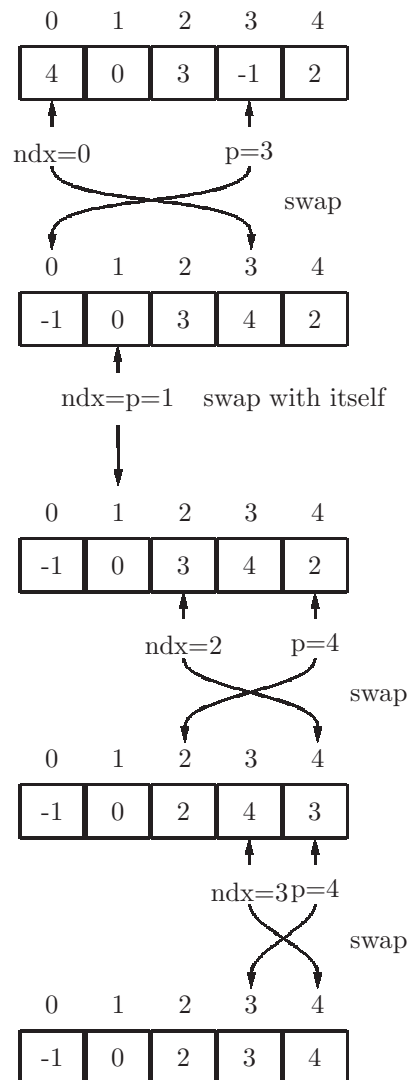 0 1 2 3 4
4 0 3 -1 2
ndx=0 p=3
swap
0 1 2 3 4
-1 0 3 4 2
ndx=p=1 swap with itself
0 1 2 3 4
-1 0 3 4 2
ndx=2 p=4
swap
0 1 2 3 4
-1 0 2 4 3
ndx=3 p=4
swap
0 1 2 3 4
-1 0 2 3 4